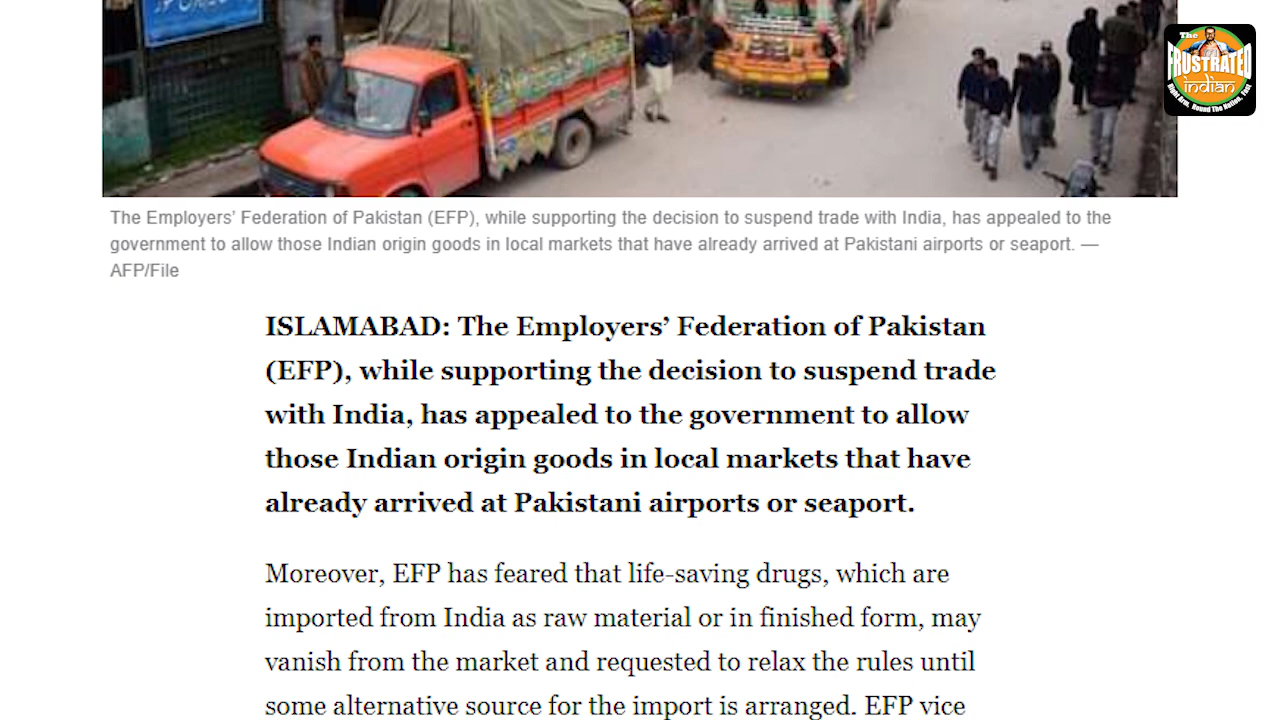 The
FRUSTRATED
indian
Right Arm, Round The Nation, Fast
The Employers’ Federation of Pakistan (EFP), while supporting the decision to suspend trade with India, has appealed to the
government to allow those Indian origin goods in local markets that have already arrived at Pakistani airports or seaport. —
AFP/File
ISLAMABAD: The Employers’ Federation of Pakistan
(EFP), while supporting the decision to suspend trade
with India, has appealed to the government to allow
those Indian origin goods in local markets that have
already arrived at Pakistani airports or seaport.
Moreover, EFP has feared that life-saving drugs, which are
imported from India as raw material or in finished form, may
vanish from the market and requested to relax the rules until
some alternative source for the import is arranged. EFP vice